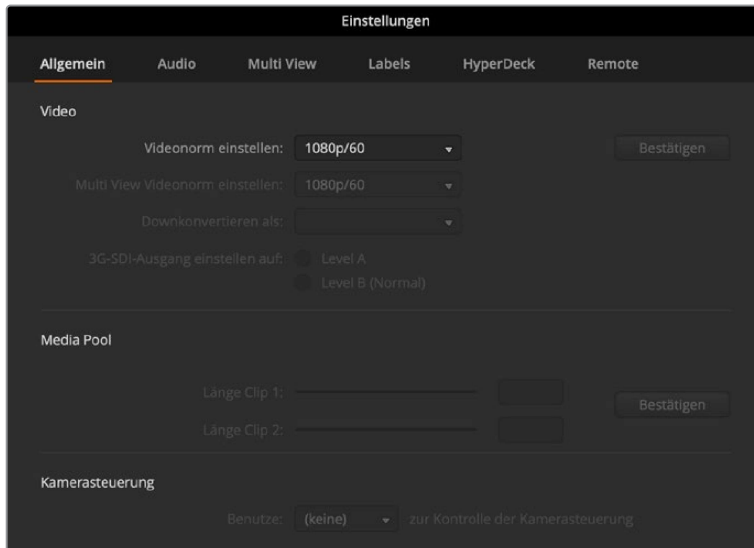 Einstellungen
Allgemein Audio Multi View Labels HyperDeck Remote
Video
Videonorm einstellen: 1080p/60 Bestätigen
Multi View Videonorm einstellen: 1080p/60
Downkonvertieren als:
3G-SDI-Ausgang einstellen auf: Level A
Level B (Normal)
Media Pool
Länge Clip 1:
Bestätigen
Länge Clip 2:
Kamerasteuerung
Benutze: (keine) zur Kontrolle der Kamerasteuerung